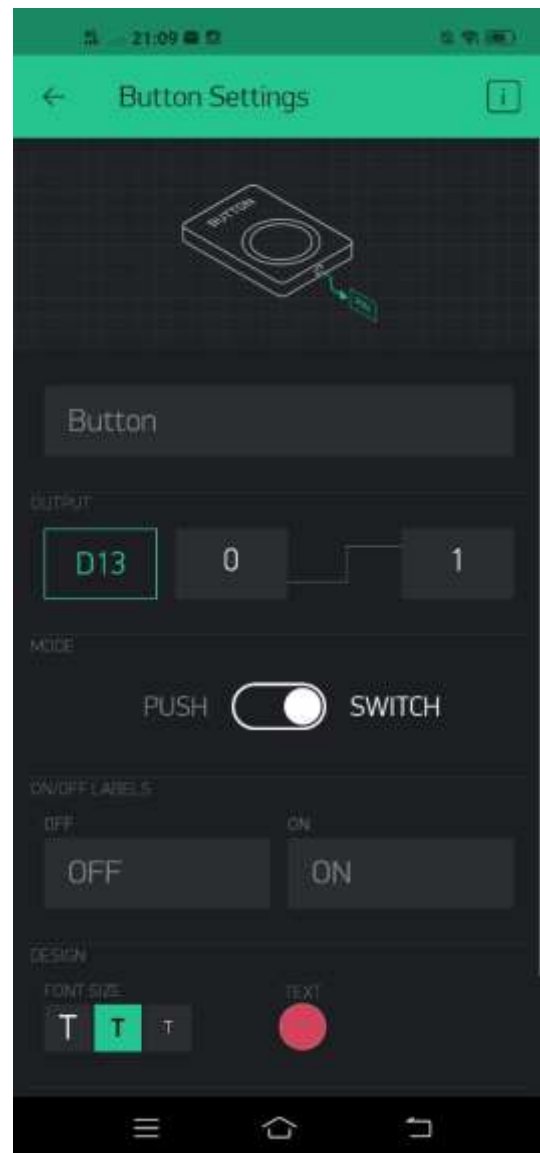 21:09
Button Settings
i
BUTTON
PIN
Button
OUTPUT
D13 0 1
MODE
PUSH SWITCH
ON/OFF LABELS
OFF ON
OFF ON
DESIGN
FONT SIZE TEXT
T T T